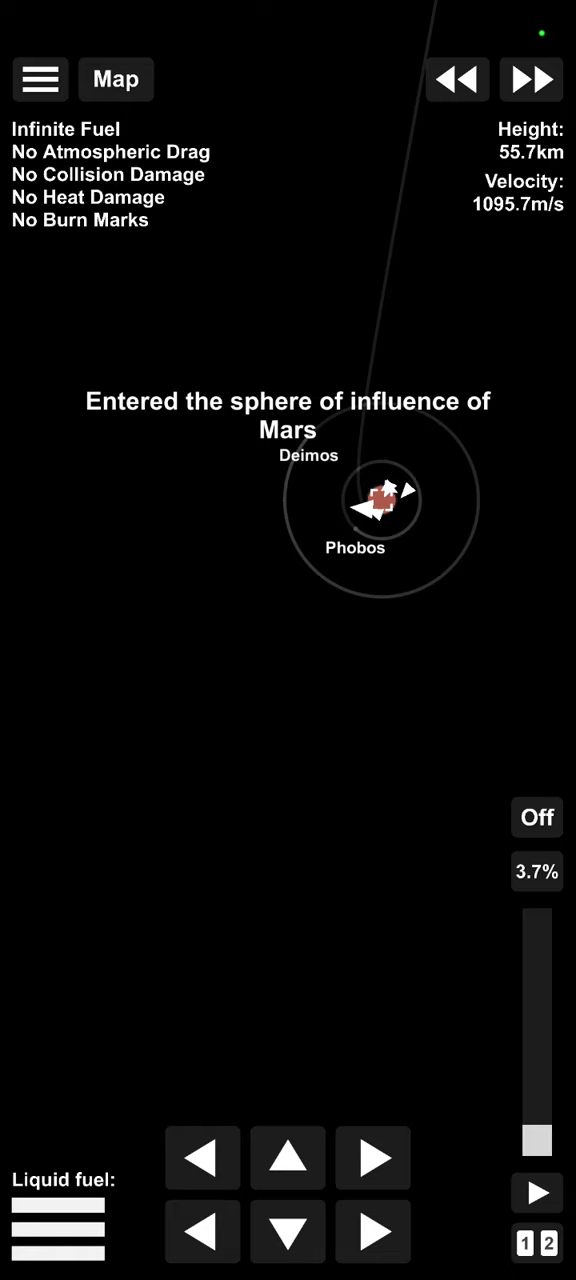 Map
Infinite Fuel
No Atmospheric Drag
No Collision Damage
No Heat Damage
No Burn Marks
Height:
55.7km
Velocity:
1095.7m/s
Entered the sphere of influence of
Mars
Deimos
Phobos
Off
3.7%
Liquid fuel:
1 2